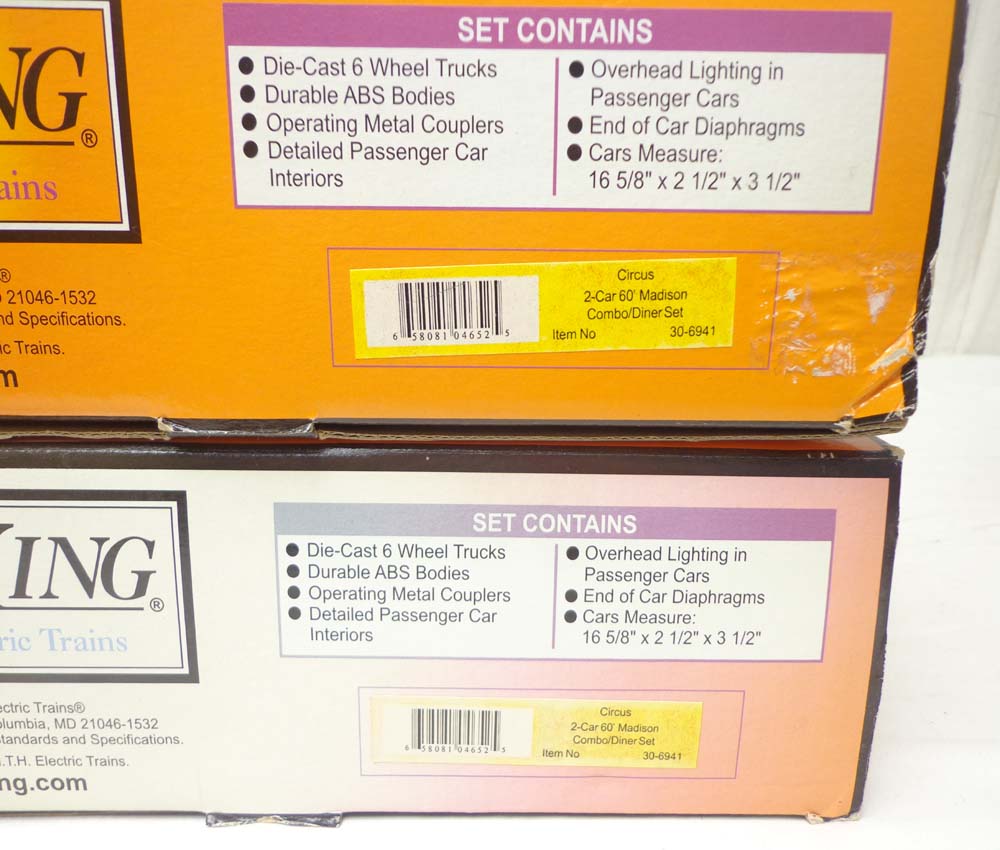 NG®
ains
®
21046-1532
nd Specifications.
ic Trains.
m
SET CONTAINS
● Die-Cast 6 Wheel Trucks
● Durable ABS Bodies
● Operating Metal Couplers
● Detailed Passenger Car
Interiors
● Overhead Lighting in
Passenger Cars
● End of Car Diaphragms
● Cars Measure:
16 5/8" x 2 1/2" x 3 1/2"
6 58081 04652 5
Circus
2-Car 60' Madison
Combo/Diner Set
Item No 30-6941
KING®
ric Trains
ectric Trains®
olumbia, MD 21046-1532
Standards and Specifications.
.T.H. Electric Trains.
ng.com
SET CONTAINS
● Die-Cast 6 Wheel Trucks
● Durable ABS Bodies
● Operating Metal Couplers
● Detailed Passenger Car
Interiors
● Overhead Lighting in
Passenger Cars
● End of Car Diaphragms
● Cars Measure:
16 5/8" x 2 1/2" x 3 1/2"
6 58081 04652 5
Circus
2-Car 60' Madison
Combo/Diner Set
Item No 30-6941